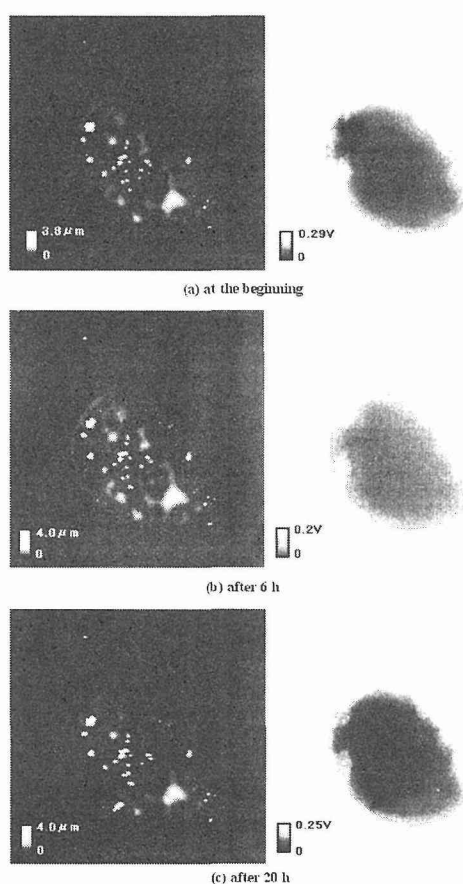 3.8μm
0
0.29V
0
(a) at the beginning
4.0μm
0
0.2V
0
(b) after 6 h
4.0μm
0
0.25V
0
(c) after 20 h